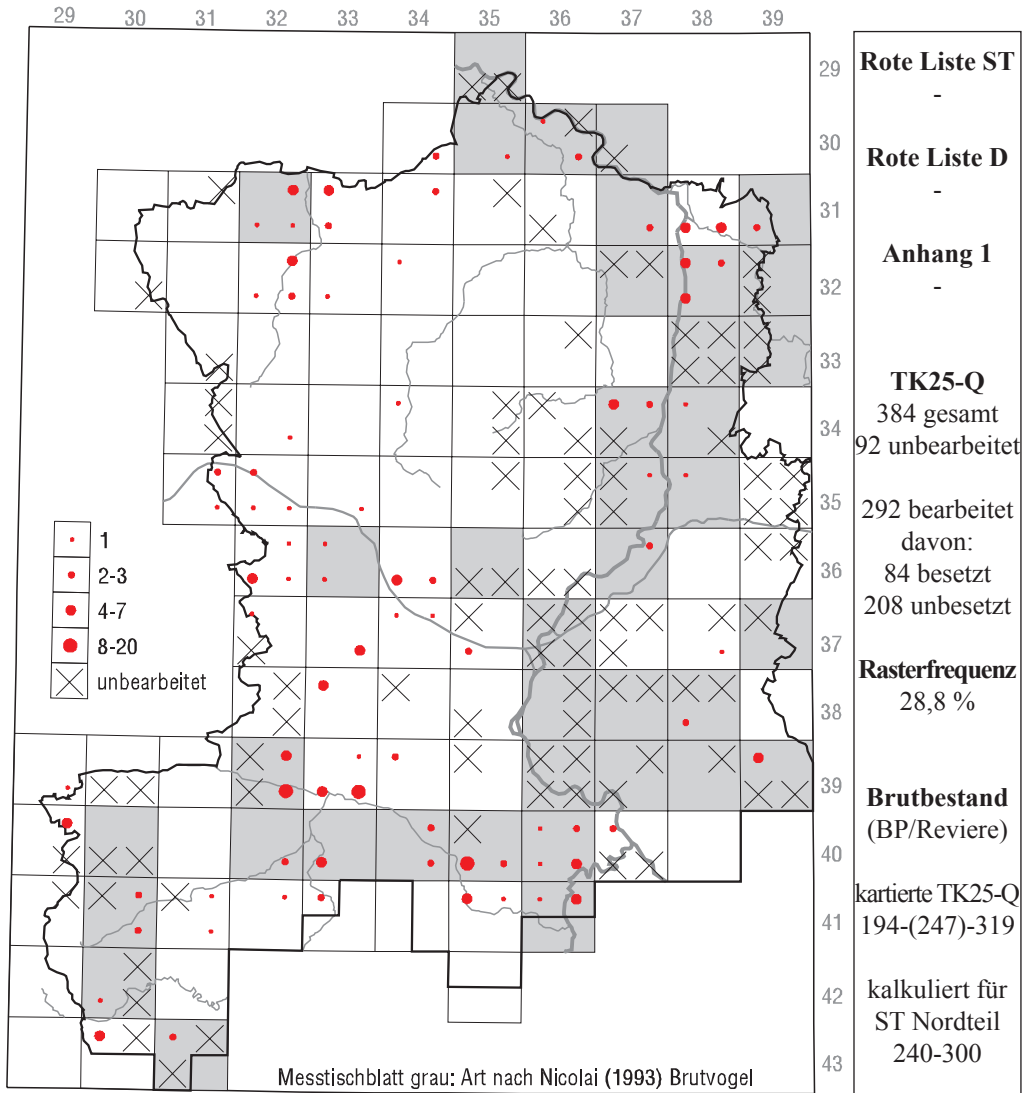 29 30 31 32 33 34 35 36 37 38 39
29
30
31
32
33
34
35
36
37
38
39
40
41
42
43
1
2-3
4-7
8-20
unbearbeitet
Messtischblatt grau: Art nach Nicolai (1993) Brutvogel
Rote Liste ST
-
Rote Liste D
-
Anhang 1
-
TK25-Q
384 gesamt
92 unbearbeitet
292 bearbeitet
davon:
84 besetzt
208 unbesetzt
Rasterfrequenz
28,8 %
Brutbestand
(BP/Reviere)
kartierte TK25-Q
194-(247)-319
kalkuliert für
ST Nordteil
240-300